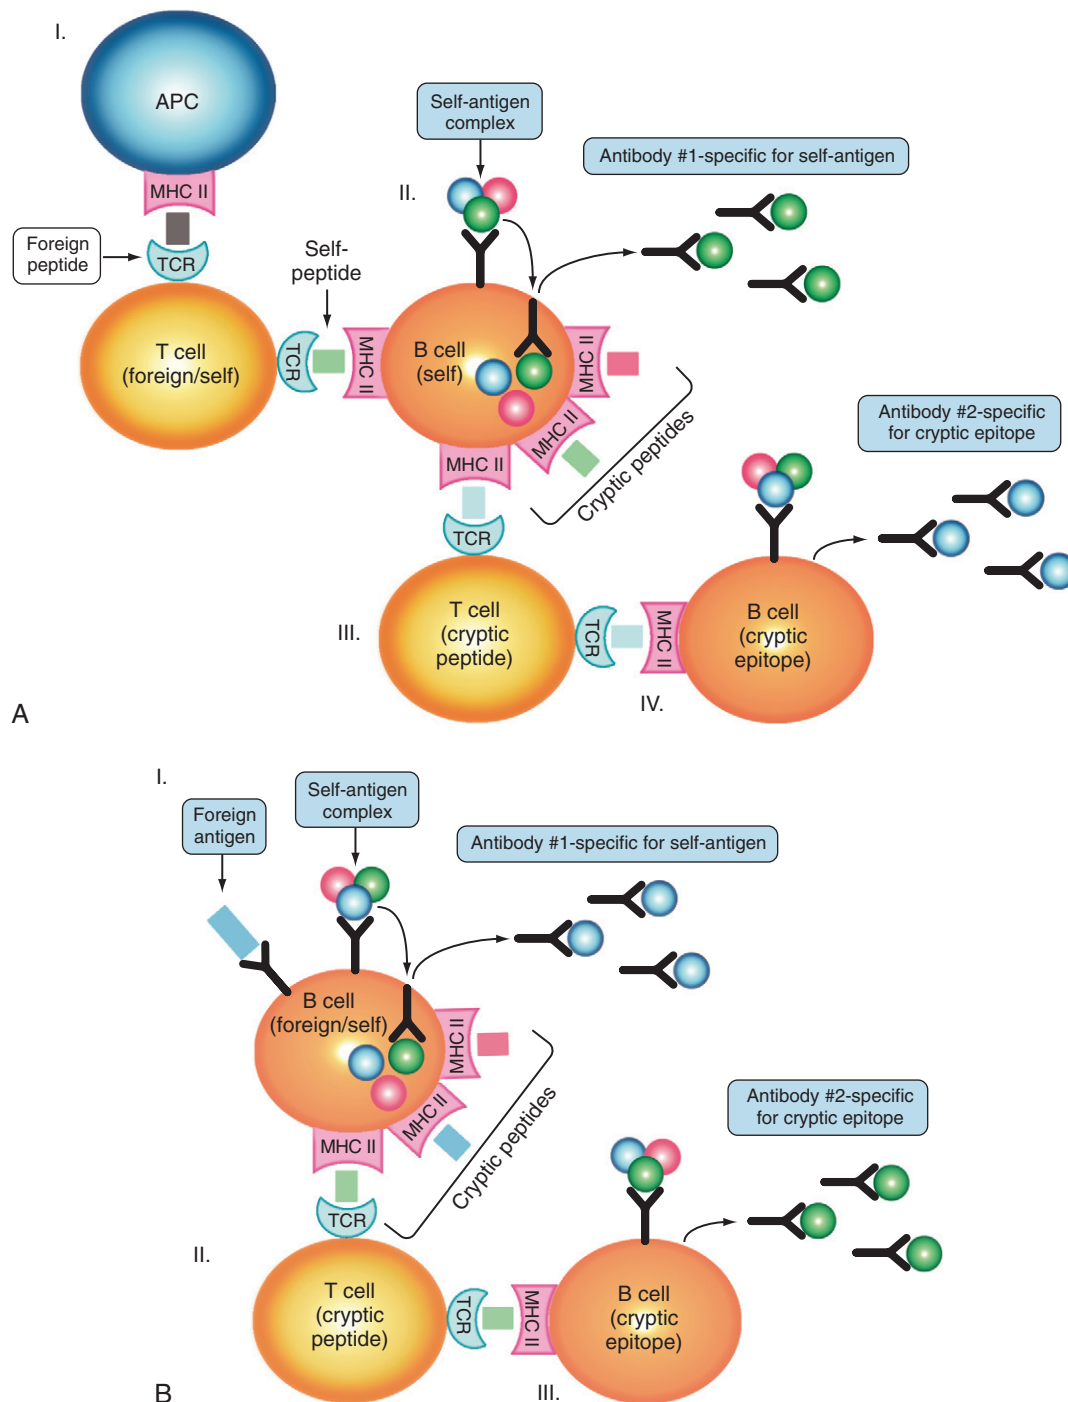 I.
APC
MHC II
Foreign
peptide
TCR
T cell
(foreign/self)
Self-
peptide
TCR
MHC II
II.
Self-antigen
complex
Antibody #1-specific for self-antigen
B cell
(self)
MHC II
MHC II
MHC II
Cryptic peptides
TCR
III.
T cell
(cryptic
peptide)
TCR
MHC II
IV.
B cell
(cryptic
epitope)
Antibody #2-specific
for cryptic epitope
A
I.
Foreign
antigen
Self-antigen
complex
Antibody #1-specific for self-antigen
B cell
(foreign/self)
MHC II
MHC II
MHC II
Cryptic peptides
TCR
II.
T cell
(cryptic
peptide)
TCR
MHC II
III.
B cell
(cryptic
epitope)
Antibody #2-specific
for cryptic epitope
B